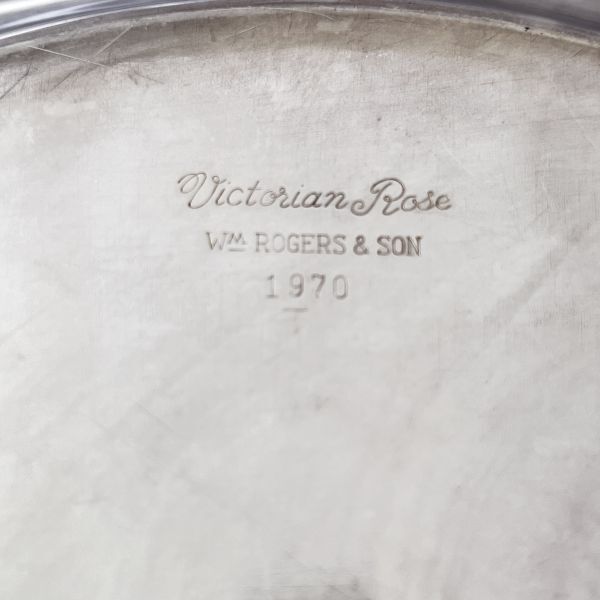 Victorian Rose
Wᴹ ROGERS & SON
1970